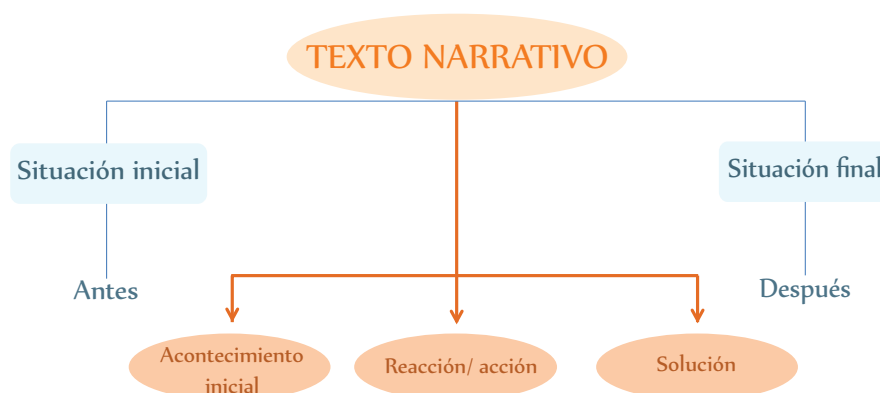 TEXTO NARRATIVO
Situación inicial
Situación final
Antes
Después
Acontecimiento
inicial
Reacción/ acción
Solución